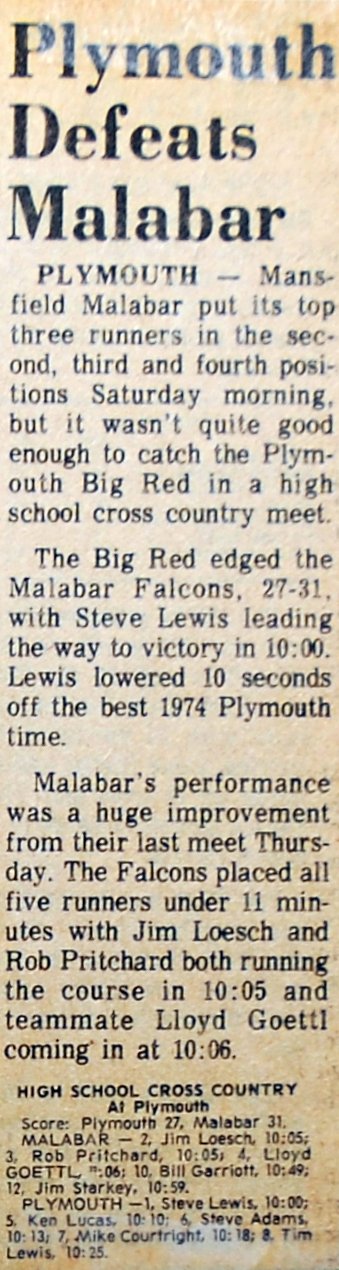 Plymouth
Defeats
Malabar
PLYMOUTH — Mans-
field Malabar put its top
three runners in the sec-
ond, third and fourth posi-
tions Saturday morning,
but it wasn't quite good
enough to catch the Plym-
outh Big Red in a high
school cross country meet.
The Big Red edged the
Malabar Falcons, 27-31,
with Steve Lewis leading
the way to victory in 10:00.
Lewis lowered 10 seconds
off the best 1974 Plymouth
time.
Malabar's performance
was a huge improvement
from their last meet Thurs-
day. The Falcons placed all
five runners under 11 min-
utes with Jim Loesch and
Rob Pritchard both running
the course in 10:05 and
teammate Lloyd Goettl
coming in at 10:06.
HIGH SCHOOL CROSS COUNTRY
At Plymouth
Score: Plymouth 27, Malabar 31.
MALABAR — 2, Jim Loesch, 10:05;
3, Rob Pritchard, 10:05; 4, Lloyd
GOETTL, :06; 10, Bill Garriott, 10:49;
12, Jim Starkey, 10:59.
PLYMOUTH —1, Steve Lewis, 10:00;
5, Ken Lucas, 10:10; 6, Steve Adams,
10:13; 7, Mike Courtright, 10:18; 8, Tim
Lewis, 10:25.